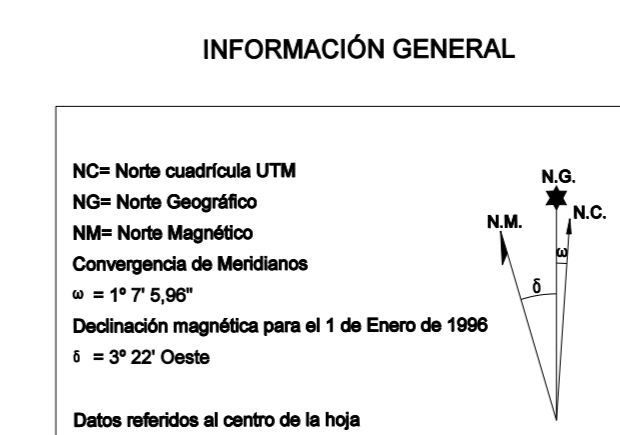 INFORMACIÓN GENERAL
NC= Norte cuadrícula UTM
NG= Norte Geográfico
NM= Norte Magnético
Convergencia de Meridianos
ω = 1º 7' 5,96"
Declinación magnética para el 1 de Enero de 1996
δ = 3º 22' Oeste
Datos referidos al centro de la hoja
N.G.
N.M.
N.C.
ω
δ